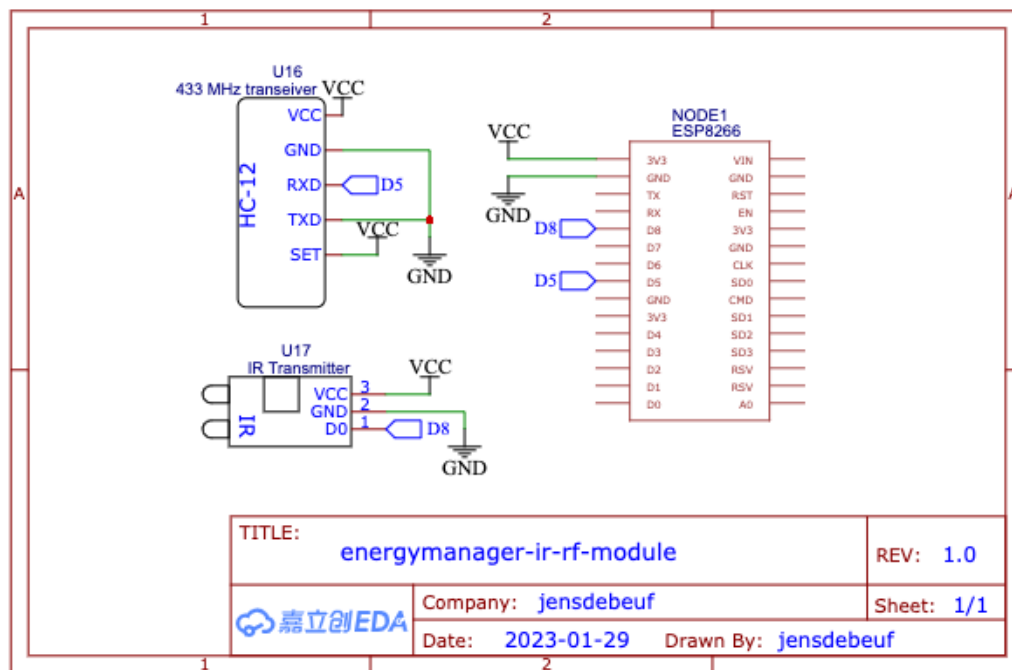 1 2
A A
U16
433 MHz transeiver
VCC
VCC
GND
RXD D5
TXD
VCC
SET
GND
HC-12
NODE1
ESP8266
VCC
3V3 VIN
GND GND
TX RST
GND
RX EN
D8 D8 3V3
D7 GND
D6 CLK
D5 D5 SD0
GND CMD
3V3 SD1
D4 SD2
D3 SD3
D2 RSV
D1 RSV
D0 A0
U17
IR Transmitter
VCC
VCC 3
GND 2
D0 1 D8
IR
GND
TITLE:
energymanager-ir-rf-module
REV: 1.0
嘉立创EDA
Company: jensdebeuf
Sheet: 1/1
Date: 2023-01-29 Drawn By: jensdebeuf
1 2